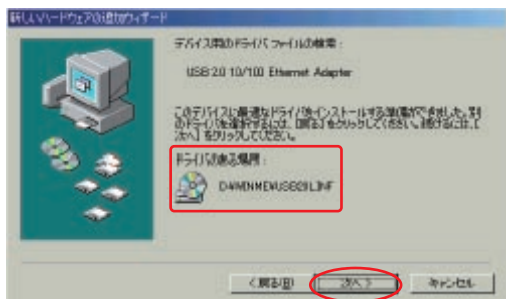 新しいハードウェアの追加ウィザード
デバイス用のドライバ ファイルの検索 :
USB 2.0 10/100 Ethernet Adapter
このデバイスに最適なドライバをインストールする準備ができました。別
のドライバを選択するには、[戻る] をクリックしてください。続けるには、[
次へ] をクリックしてください。
ドライバのある場所 :
< 戻る(B)
次へ >
キャンセル